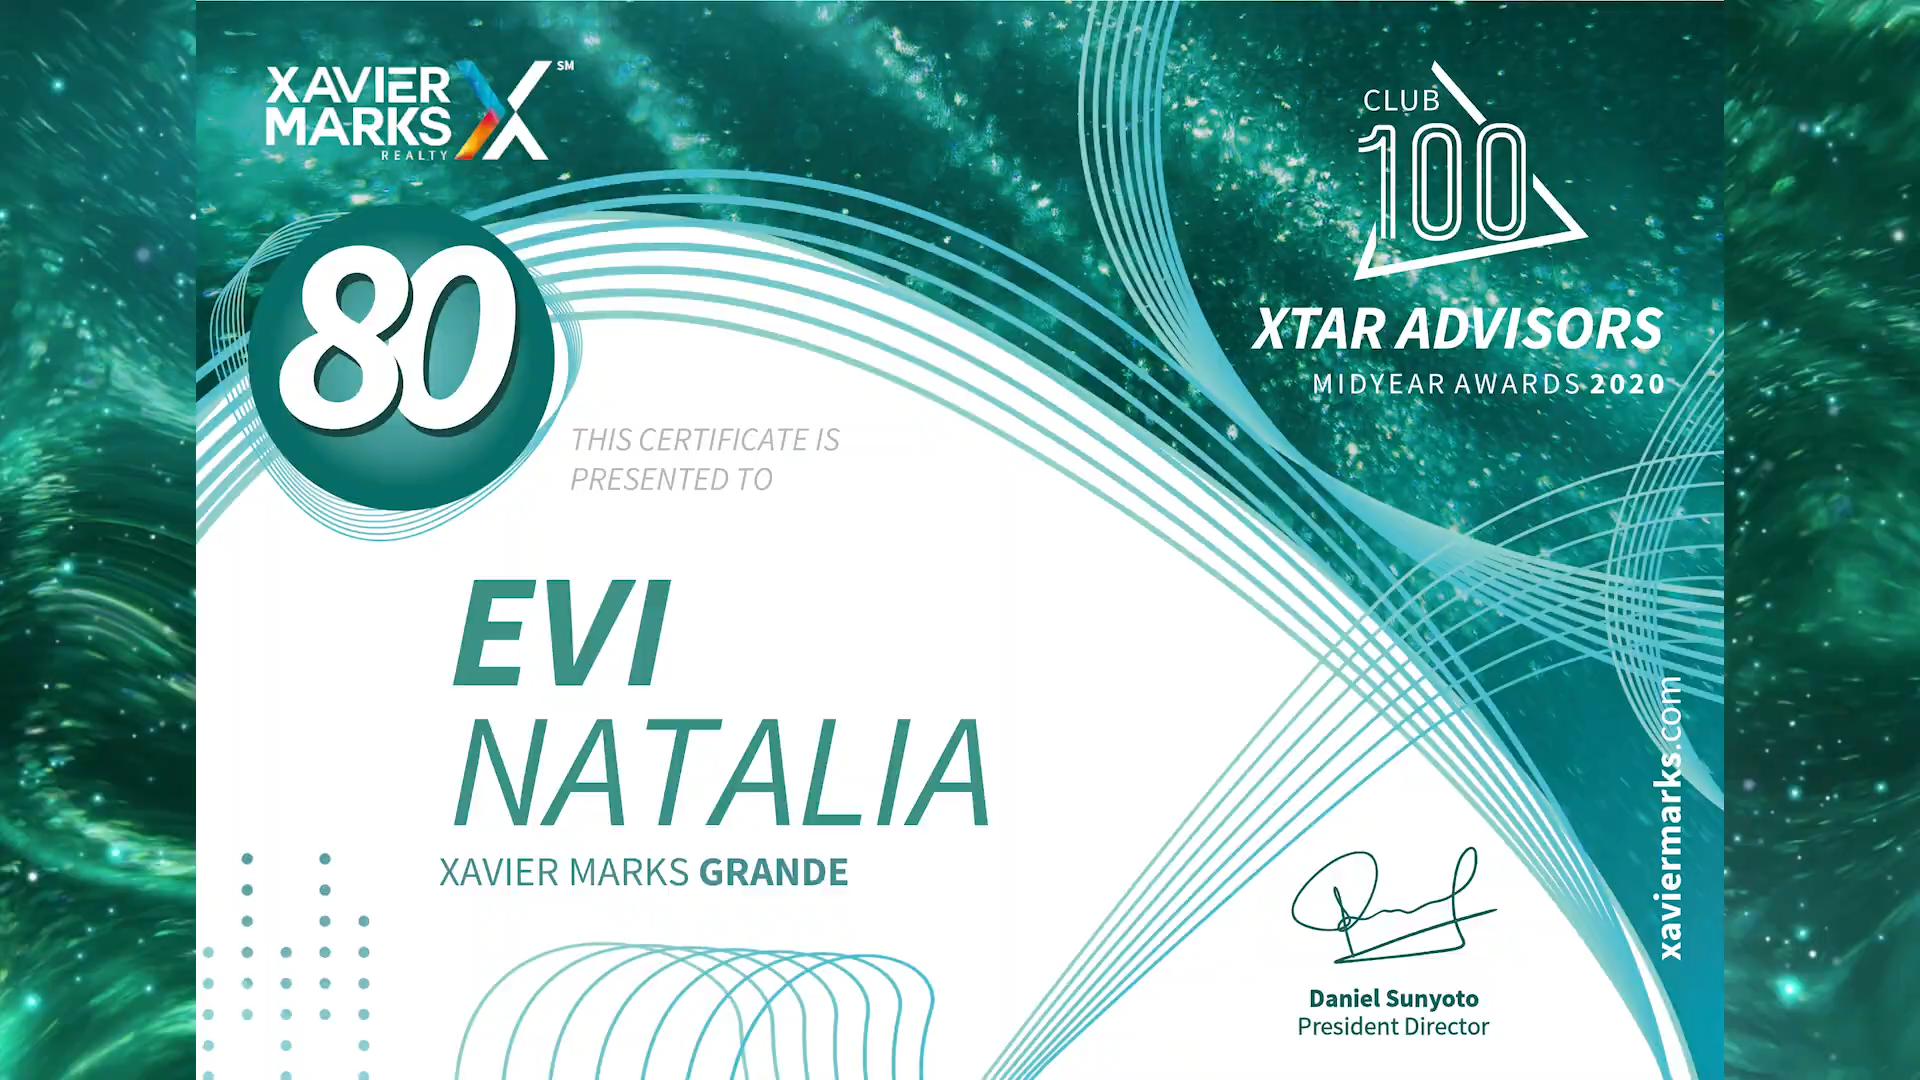 XAVIER
MARKS
REALTY
X SM
CLUB
100
XTAR ADVISORS
MIDYEAR AWARDS 2020
80
THIS CERTIFICATE IS
PRESENTED TO
EVI
NATALIA
XAVIER MARKS GRANDE
xaviermarks.com
Daniel Sunyoto
President Director